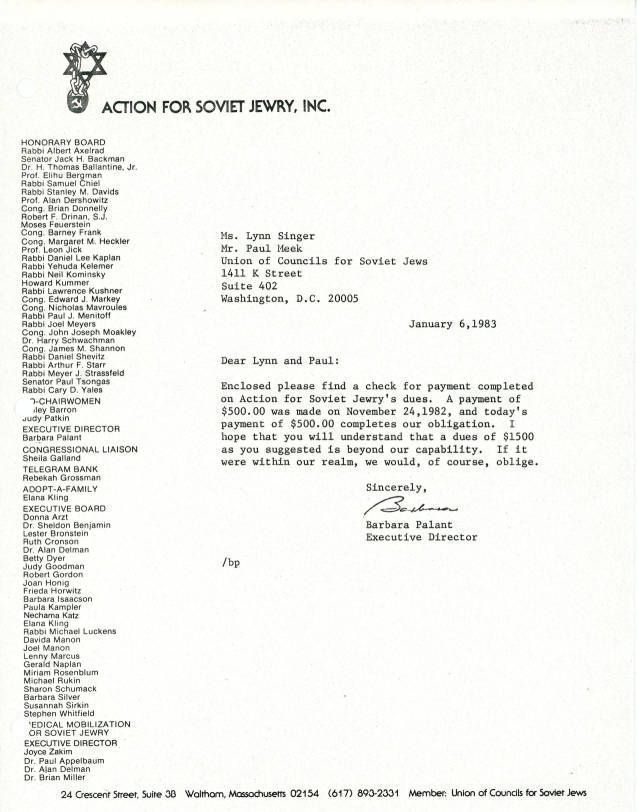 ACTION FOR SOVIET JEWRY, INC.
HONORARY BOARD
Rabbi Albert Axelrad
Senator Jack H. Backman
Dr. H. Thomas Ballantine, Jr.
Prof. Elihu Bergman
Rabbi Samuel Chiel
Rabbi Stanley M. Davids
Prof. Alan Dershowitz
Cong. Brian Donnelly
Robert F. Drinan, S.J.
Moses Feuerstein
Cong. Barney Frank
Cong. Margaret M. Heckler
Prof. Leon Jick
Rabbi Daniel Lee Kaplan
Rabbi Yehuda Kelemer
Rabbi Neil Kominsky
Howard Kummer
Rabbi Lawrence Kushner
Cong. Edward J. Markey
Cong. Nicholas Mavroules
Rabbi Paul J. Menitoff
Rabbi Joel Meyers
Cong. John Joseph Moakley
Dr. Harry Schwachman
Cong. James M. Shannon
Rabbi Daniel Shevitz
Rabbi Arthur F. Starr
Rabbi Meyer J. Strassfeld
Senator Paul Tsongas
Rabbi Cary D. Yales
O-CHAIRWOMEN
iley Barron
Judy Patkin
EXECUTIVE DIRECTOR
Barbara Palant
CONGRESSIONAL LIAISON
Sheila Galland
TELEGRAM BANK
Rebekah Grossman
ADOPT-A-FAMILY
Elana Kling
EXECUTIVE BOARD
Donna Arzt
Dr. Sheldon Benjamin
Lester Bronstein
Ruth Cronson
Dr. Alan Delman
Betty Dyer
Judy Goodman
Robert Gordon
Joan Honig
Frieda Horwitz
Barbara Isaacson
Paula Kampler
Nechama Katz
Elana Kling
Rabbi Michael Luckens
Davida Manon
Joel Manon
Lenny Marcus
Gerald Naplan
Miriam Rosenblum
Michael Rukin
Sharon Schumack
Barbara Silver
Susannah Sirkin
Stephen Whitfield
EDICAL MOBILIZATION
OR SOVIET JEWRY
EXECUTIVE DIRECTOR
Joyce Zakim
Dr. Paul Appelbaum
Dr. Alan Delman
Dr. Brian Miller
Ms. Lynn Singer
Mr. Paul Meek
Union of Councils for Soviet Jews
1411 K Street
Suite 402
Washington, D.C. 20005
January 6,1983
Dear Lynn and Paul:
Enclosed please find a check for payment completed
on Action for Soviet Jewry's dues. A payment of
$500.00 was made on November 24,1982, and today's
payment of $500.00 completes our obligation. I
hope that you will understand that a dues of $1500
as you suggested is beyond our capability. If it
were within our realm, we would, of course, oblige.
Sincerely,
Barbara
Barbara Palant
Executive Director
/bp
24 Crescent Street, Suite 3B Waltham, Massachusetts 02154 (617) 893-2331 Member: Union of Councils for Soviet Jews